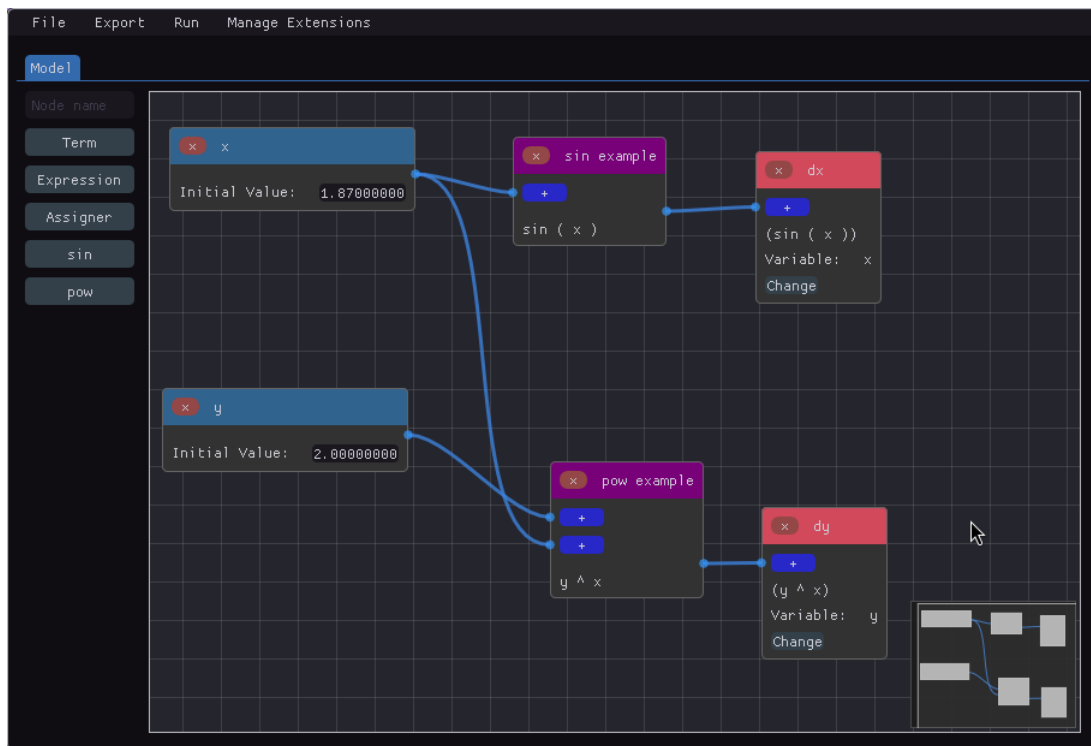 File Export Run Manage Extensions
Model
Node name
Term
Expression
Assigner
sin
pow
× x
Initial Value: 1.87000000
× sin example
+
sin ( x )
× dx
+
(sin ( x ))
Variable: x
Change
× y
Initial Value: 2.00000000
× pow example
+
+
y ^ x
× dy
+
(y ^ x)
Variable: y
Change